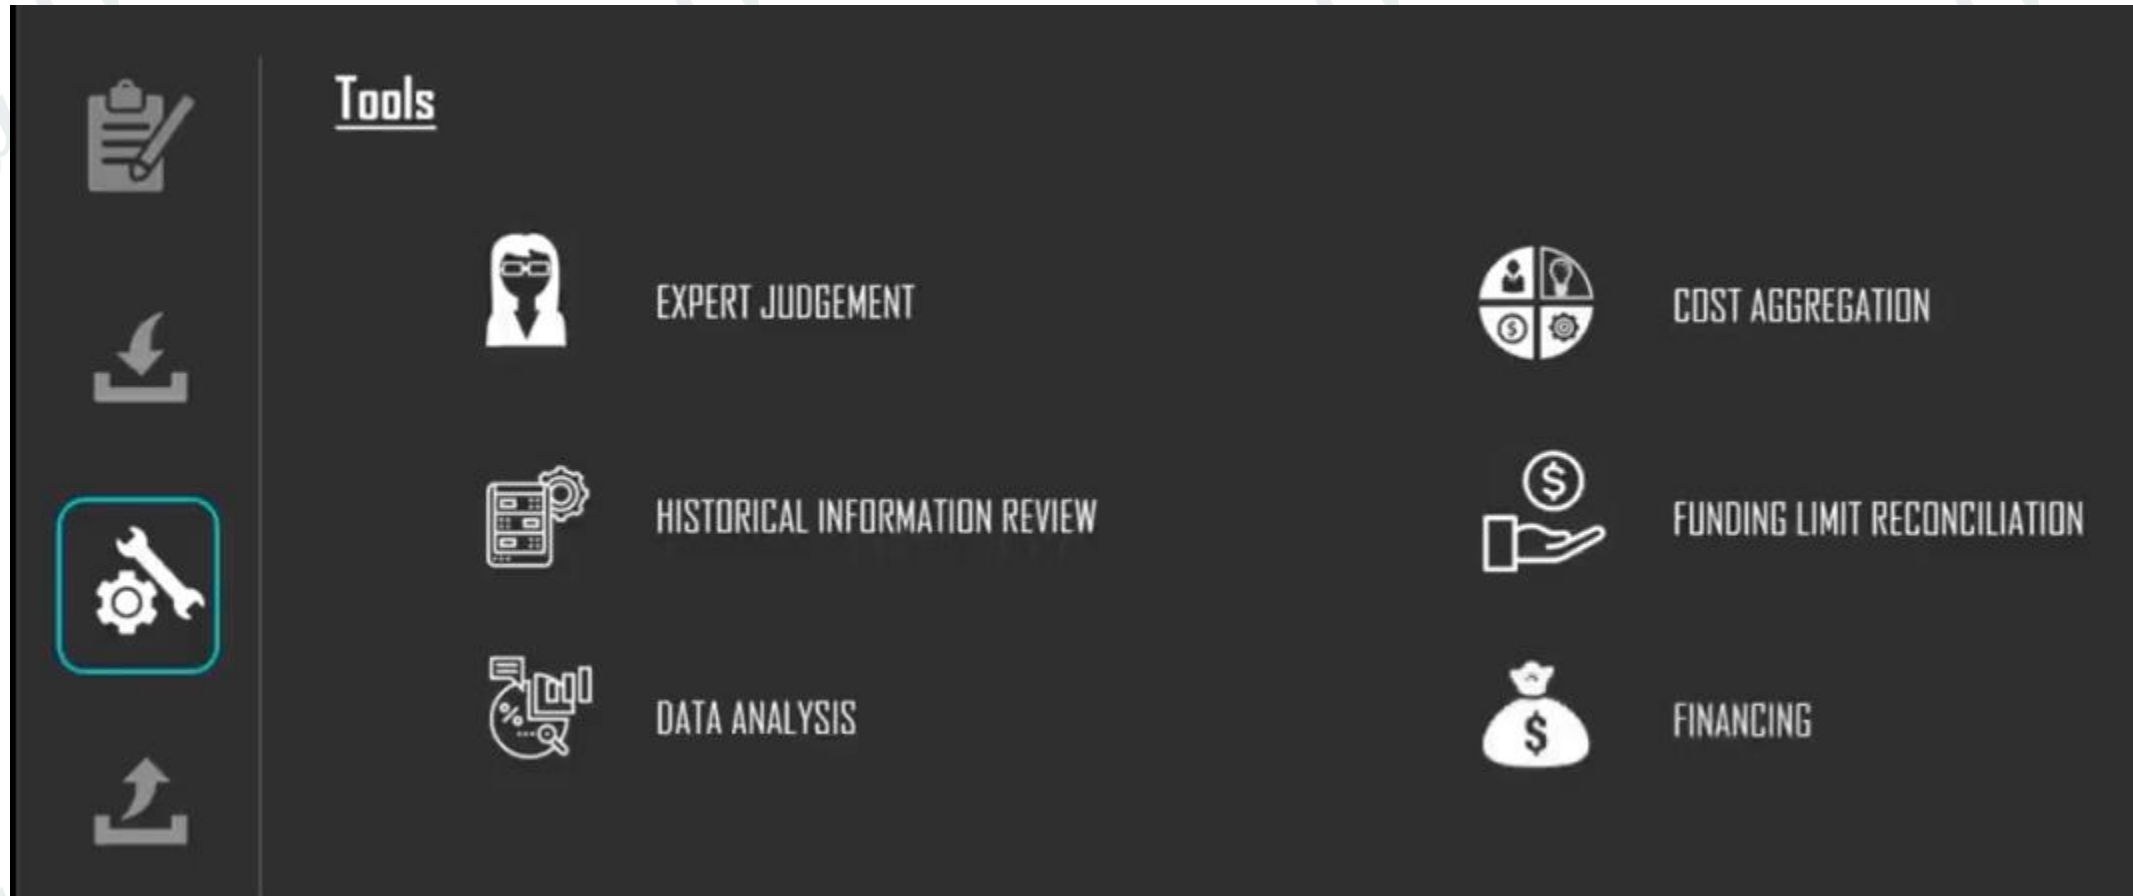 Tools
EXPERT JUDGEMENT
COST AGGREGATION
HISTORICAL INFORMATION REVIEW
FUNDING LIMIT RECONCILIATION
DATA ANALYSIS
FINANCING